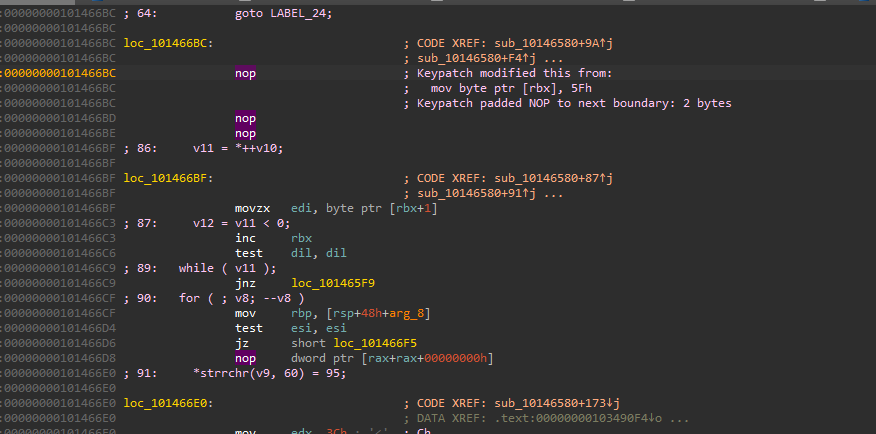 :00000000101466BC ; 64:         goto LABEL_24;
:00000000101466BC
:00000000101466BC loc_101466BC:                           ; CODE XREF: sub_10146580+9A↑j
:00000000101466BC                                         ; sub_10146580+F4↑j ...
:00000000101466BC                 nop                     ; Keypatch modified this from:
:00000000101466BC                                         ;   mov byte ptr [rbx], 5Fh
:00000000101466BC                                         ; Keypatch padded NOP to next boundary: 2 bytes
:00000000101466BD                 nop
:00000000101466BE                 nop
:00000000101466BF ; 86:     v11 = *++v10;
:00000000101466BF
:00000000101466BF loc_101466BF:                           ; CODE XREF: sub_10146580+87↑j
:00000000101466BF                                         ; sub_10146580+91↑j ...
:00000000101466BF                 movzx   edi, byte ptr [rbx+1]
:00000000101466C3 ; 87:     v12 = v11 < 0;
:00000000101466C3                 inc     rbx
:00000000101466C6                 test    dil, dil
:00000000101466C9 ; 89:   while ( v11 );
:00000000101466C9                 jnz     loc_101465F9
:00000000101466CF ; 90:   for ( ; v8; --v8 )
:00000000101466CF                 mov     rbp, [rsp+48h+arg_8]
:00000000101466D4                 test    esi, esi
:00000000101466D6                 jz      short loc_101466F5
:00000000101466D8                 nop     dword ptr [rax+rax+00000000h]
:00000000101466E0 ; 91:     *strrchr(v9, 60) = 95;
:00000000101466E0
:00000000101466E0 loc_101466E0:                           ; CODE XREF: sub_10146580+173↓j
:00000000101466E0                                         ; DATA XREF: .text:00000000103490F4↓o ...
:00000000101466E0                 mov     edx, 3Ch ; '<'  ; Ch